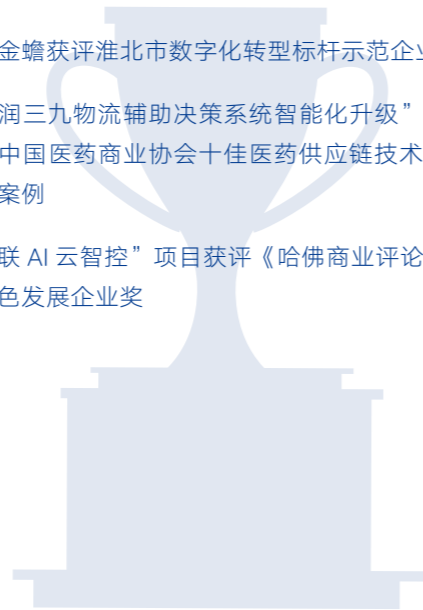 金蟾获评淮北市数字化转型标杆示范企
润三九物流辅助决策系统智能化升级”
中国医药商业协会十佳医药供应链技术
案例
联 AI 云智控”项目获评《哈佛商业评论
色发展企业奖